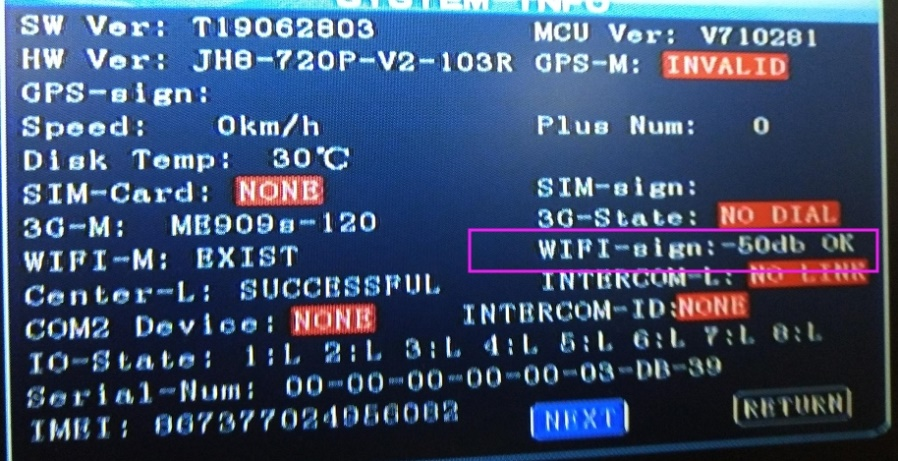 SYSTEM INFO
SW Ver: T19062803 MCU Ver: V710281
HW Ver: JH8-720P-V2-103R GPS-M: INVALID
GPS-sign:
Speed: 0km/h Plus Num: 0
Disk Temp: 30℃
SIM-Card: NONE SIM-sign:
3G-M: ME909s-120 3G-State: NO DIAL
WIFI-M: EXIST WIFI-sign:-50db OK
Center-L: SUCCESSFUL INTERCOM-L: NO LINK
COM2 Device: NONE INTERCOM-ID:NONE
IO-State: 1:L 2:L 3:L 4:L 5:L 6:L 7:L 8:L
Serial-Num: 00-00-00-00-00-03-DB-39
IMEI: 867377024956082
NEXT RETURN